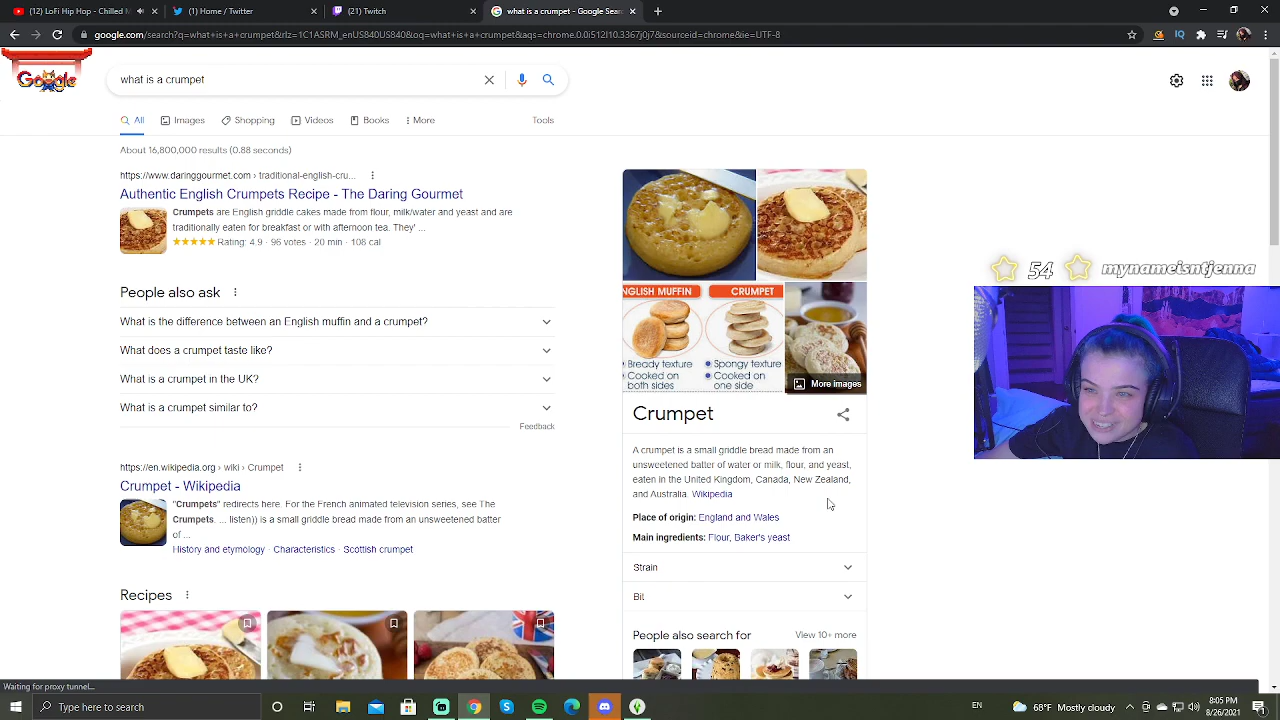 (12) LoFi Hip Hop - Chilled M
(12) Home / Twitter
(12) Twitch
what is a crumpet - Google Sea
google.com/search?q=what+is+a+crumpet&rlz=1C1ASRM_enUS840US840&oq=what+is+a+crumpet&aqs=chrome.0.0i512l10.3367j0j7&sourceid=chrome&ie=UTF-8
Google
what is a crumpet
All
Images
Shopping
Videos
Books
More
Tools
About 16,800,000 results (0.88 seconds)
https://www.daringgourmet.com › traditional-english-cru...
Authentic English Crumpets Recipe - The Daring Gourmet
Crumpets are English griddle cakes made from flour, milk/water and yeast and are
traditionally eaten for breakfast or with afternoon tea. They' ...
Rating: 4.9 · 96 votes · 20 min · 108 cal
People also ask
What is the difference between an English muffin and a crumpet?
What does a crumpet taste like?
What is a crumpet in the UK?
What is a crumpet similar to?
Feedback
https://en.wikipedia.org › wiki › Crumpet
Crumpet - Wikipedia
"Crumpets" redirects here. For the French animated television series, see The
Crumpets. ... listen)) is a small griddle bread made from an unsweetened batter
of ...
History and etymology · Characteristics · Scottish crumpet
Recipes
NGLISH MUFFIN
CRUMPET
Bready texture
Cooked on
both sides
Spongy texture
Cooked on
one side
More images
Crumpet
A crumpet is a small griddle bread made from an
unsweetened batter of water or milk, flour, and yeast,
eaten in the United Kingdom, Canada, New Zealand,
and Australia. Wikipedia
Place of origin: England and Wales
Main ingredients: Flour, Baker's yeast
Strain
Bit
People also search for
View 10+ more
54
mynameisntjenna
Waiting for proxy tunnel...
Type here to search
EN
68°F Mostly cloudy
8:05 PM
8/26/2021